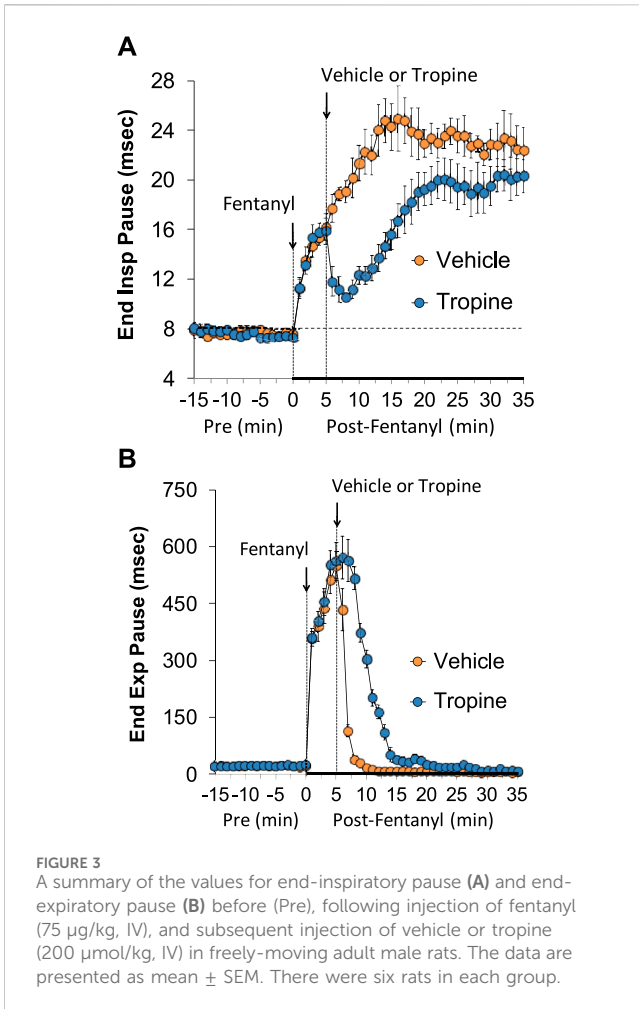 A
Vehicle or Tropine
28
24
20
16
12
8
4
End Insp Pause (msec)
Fentanyl
Vehicle
Tropine
-15 -10 -5 0 5 10 15 20 25 30 35
Pre (min) Post-Fentanyl (min)
B
Vehicle or Tropine
750
600
450
300
150
0
End Exp Pause (msec)
Fentanyl
Vehicle
Tropine
-15 -10 -5 0 5 10 15 20 25 30 35
Pre (min) Post-Fentanyl (min)
FIGURE 3
A summary of the values for end-inspiratory pause (A) and end-
expiratory pause (B) before (Pre), following injection of fentanyl
(75 μg/kg, IV), and subsequent injection of vehicle or tropine
(200 μmol/kg, IV) in freely-moving adult male rats. The data are
presented as mean ± SEM. There were six rats in each group.